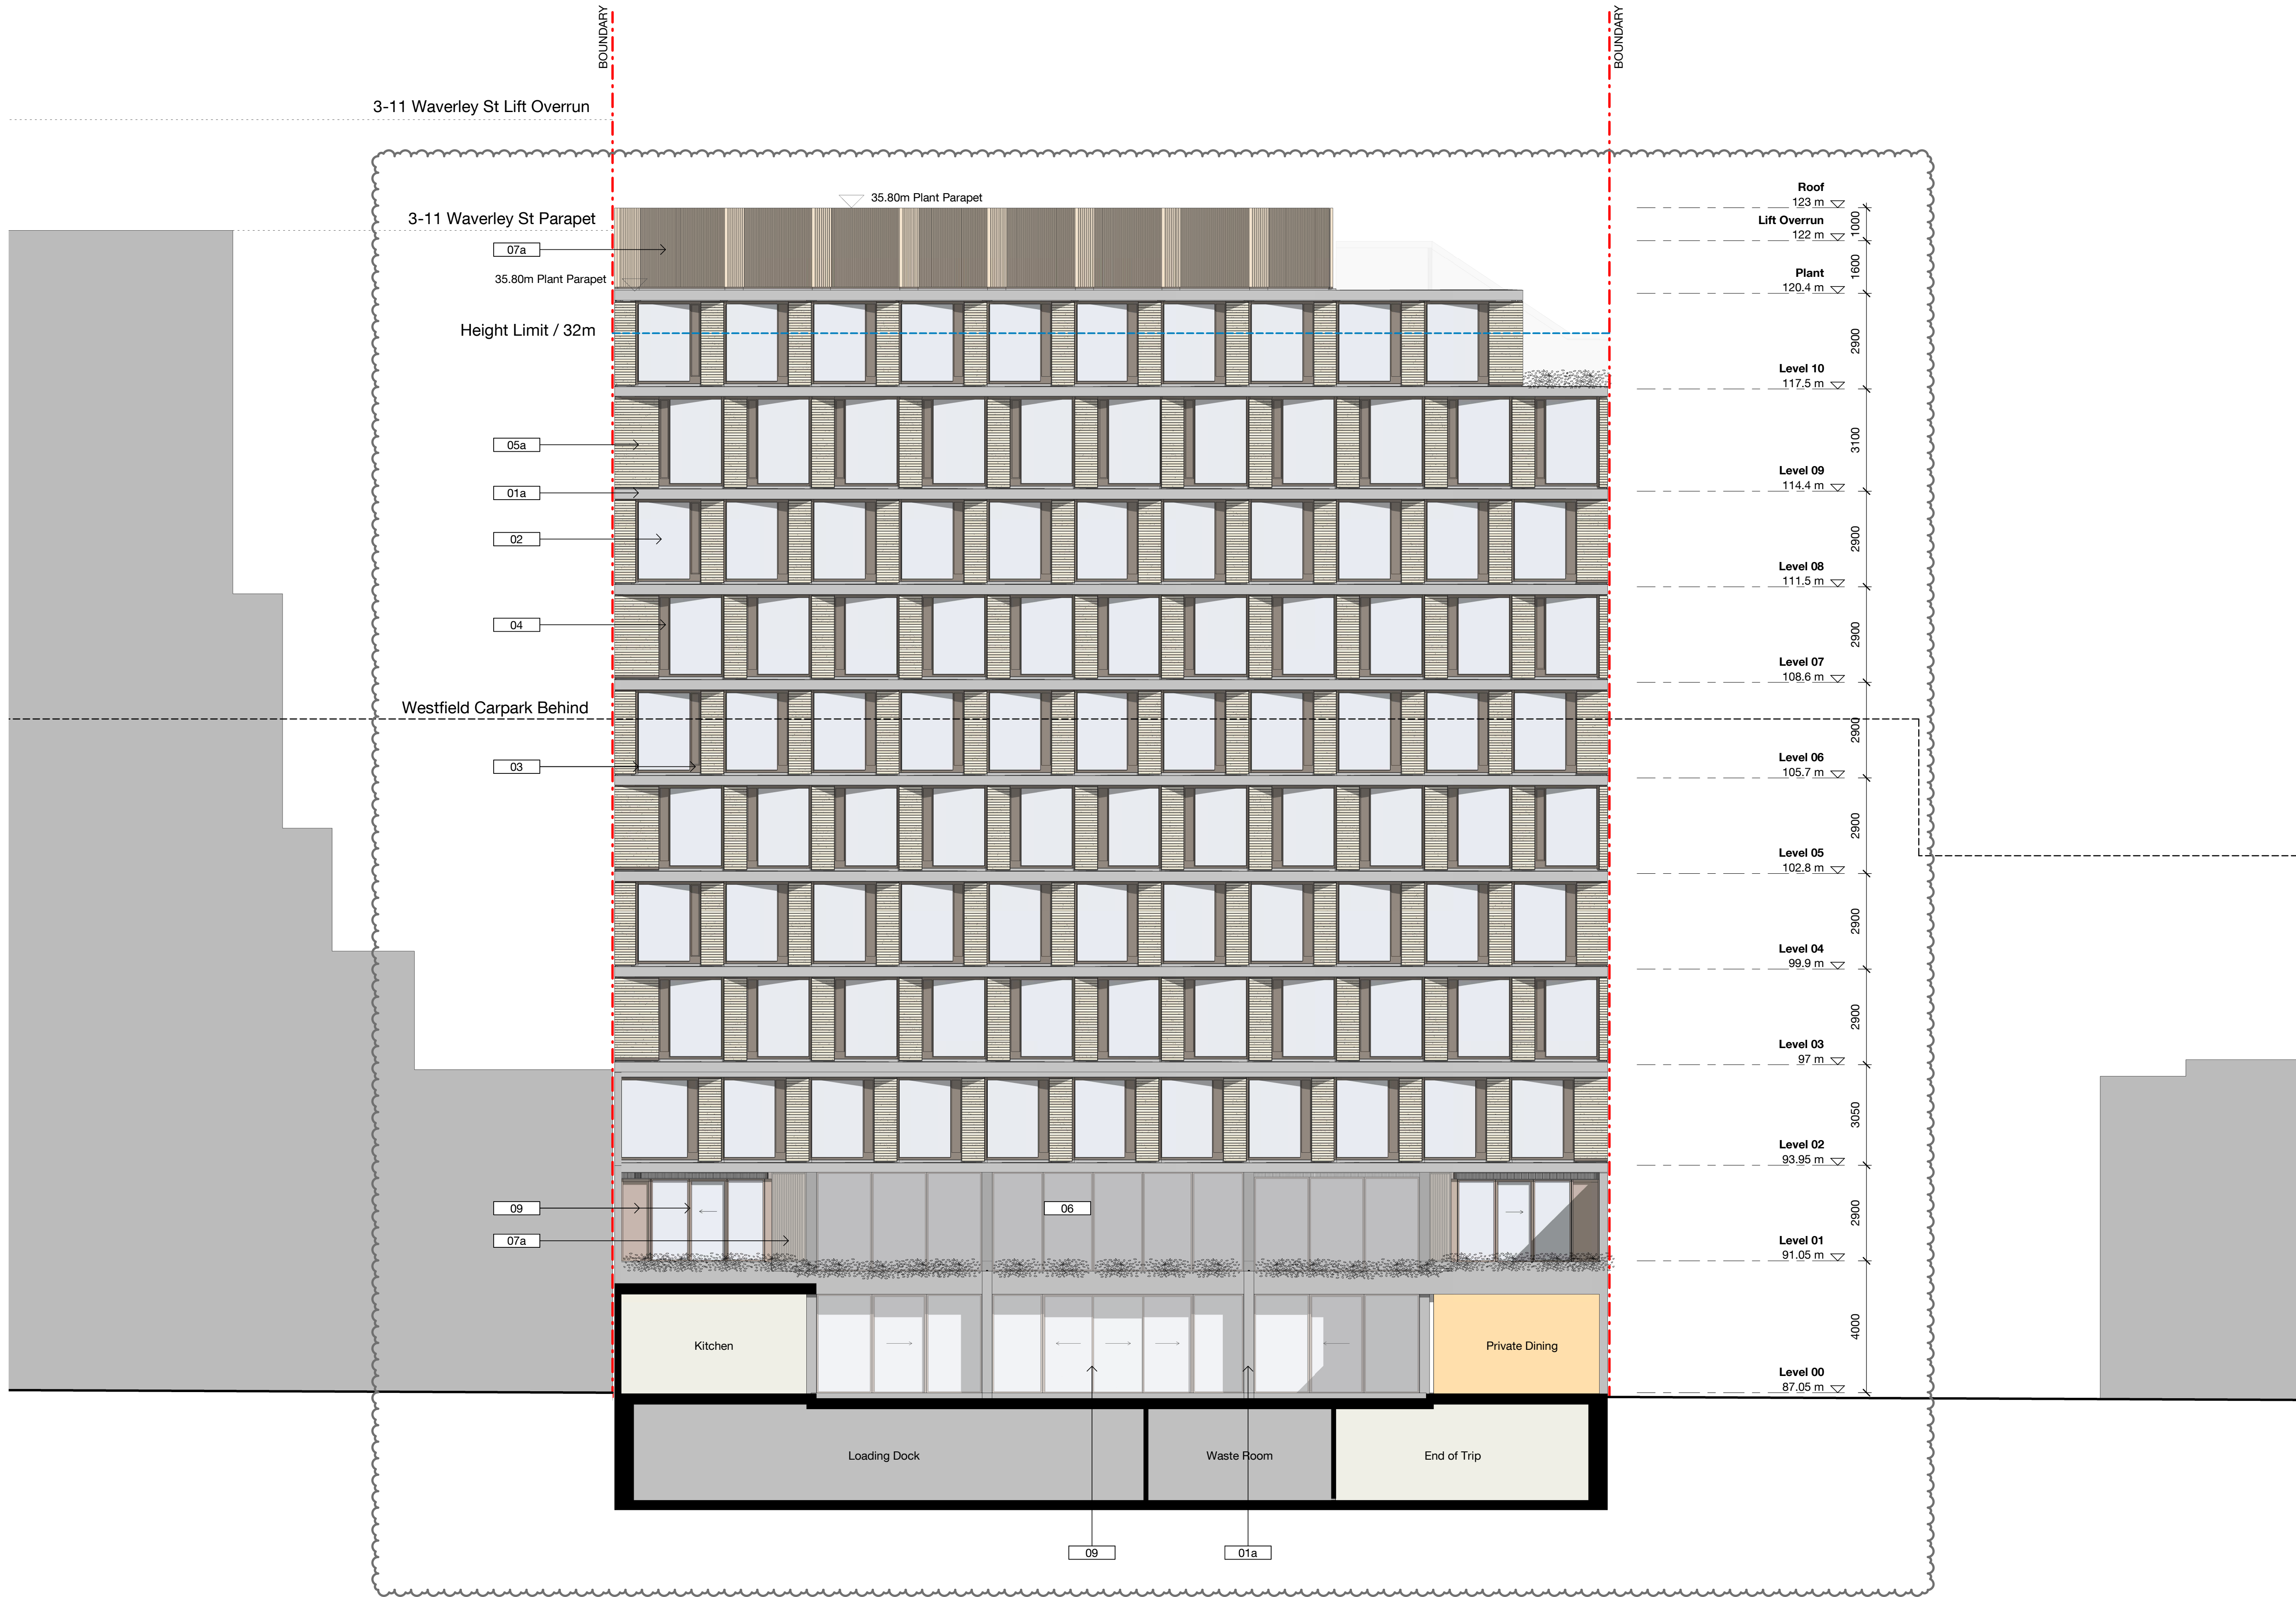 BOUNDARY
BOUNDARY
3-11 Waverley St Lift Overrun
35.80m Plant Parapet
3-11 Waverley St Parapet
07a
35.80m Plant Parapet
Height Limit / 32m
05a
01a
02
04
Westfield Carpark Behind
03
09
06
07a
Kitchen
Private Dining
Loading Dock
Waste Room
End of Trip
09
01a
Roof
123 m
1000
Lift Overrun
122 m
1600
Plant
120.4 m
2900
Level 10
117.5 m
3100
Level 09
114.4 m
2900
Level 08
111.5 m
2900
Level 07
108.6 m
2900
Level 06
105.7 m
2900
Level 05
102.8 m
2900
Level 04
99.9 m
2900
Level 03
97 m
3050
Level 02
93.95 m
2900
Level 01
91.05 m
4000
Level 00
87.05 m